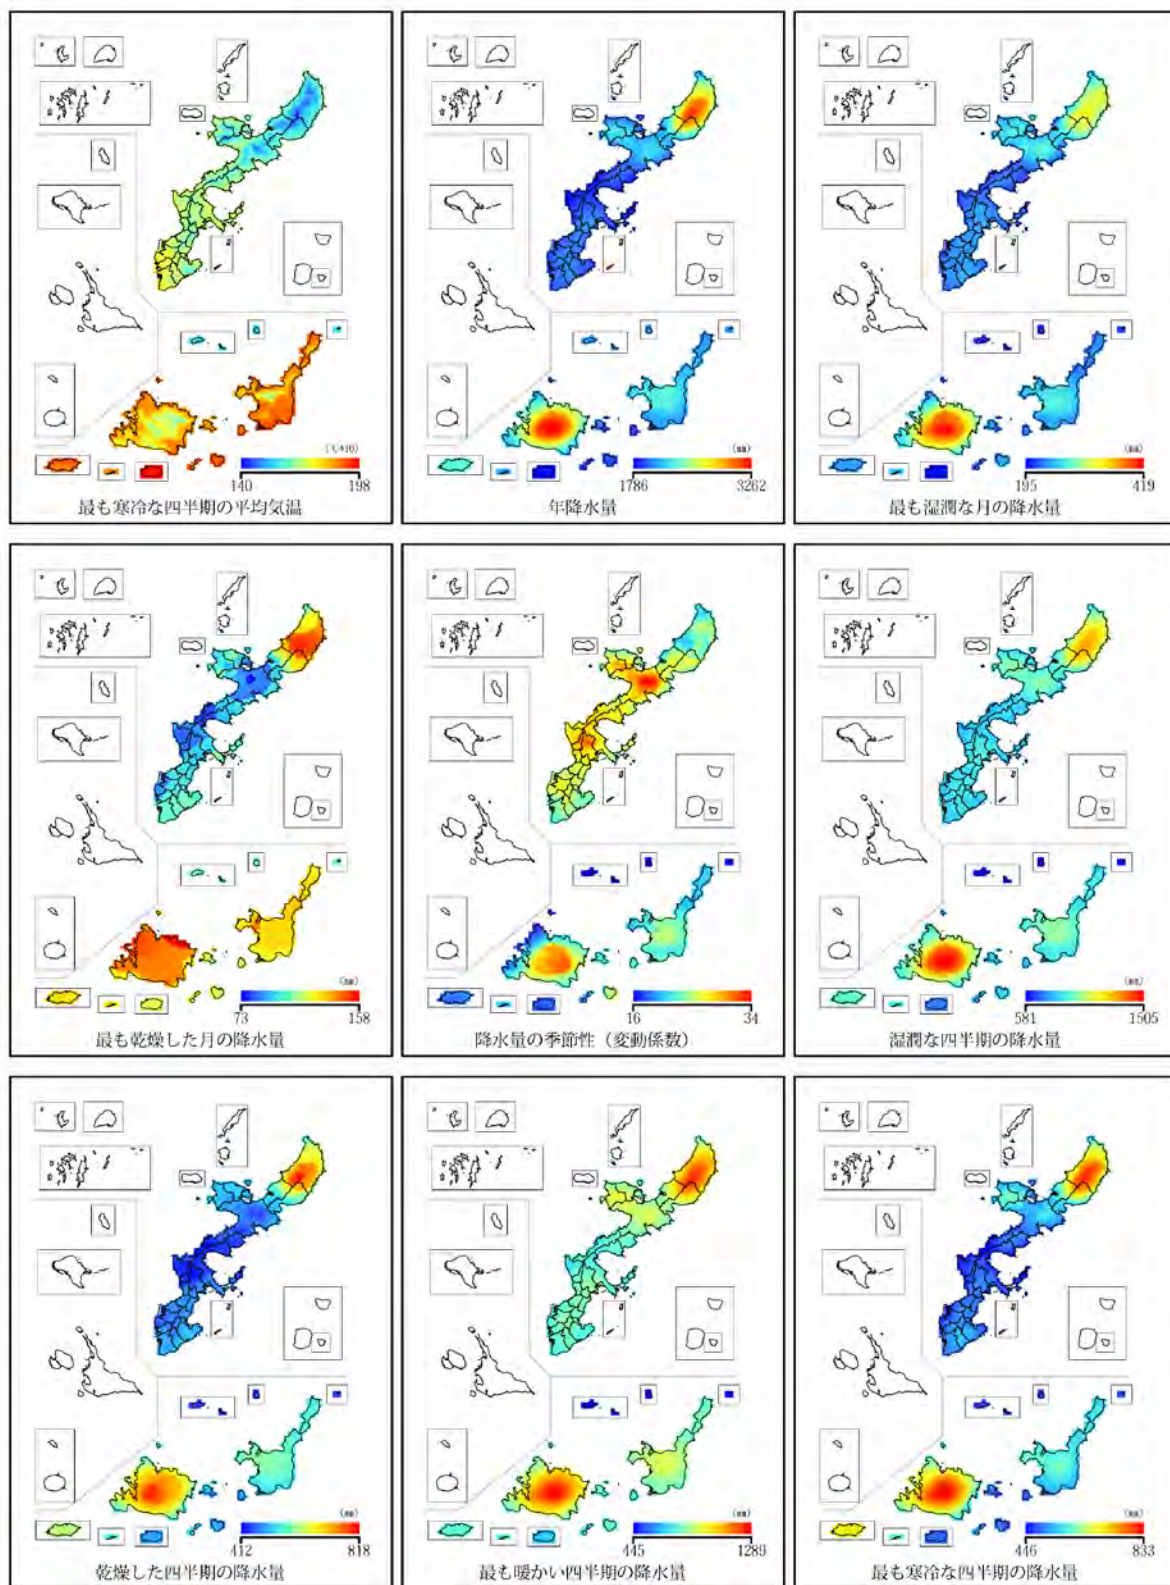 (℃*10)
140 198
最も寒冷な四半期の平均気温
(mm)
1786 3262
年降水量
(mm)
195 419
最も湿潤な月の降水量
(mm)
73 158
最も乾燥した月の降水量
16 34
降水量の季節性（変動係数）
(mm)
581 1505
湿潤な四半期の降水量
(mm)
412 818
乾燥した四半期の降水量
(mm)
445 1289
最も暖かい四半期の降水量
(mm)
446 833
最も寒冷な四半期の降水量